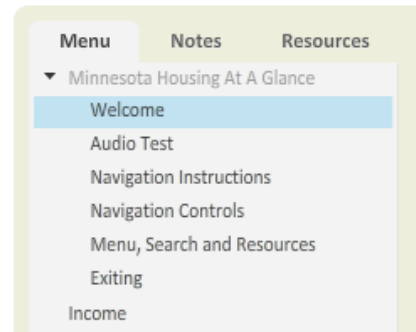 Menu Notes Resources
Minnesota Housing At A Glance
Welcome
Audio Test
Navigation Instructions
Navigation Controls
Menu, Search and Resources
Exiting
Income